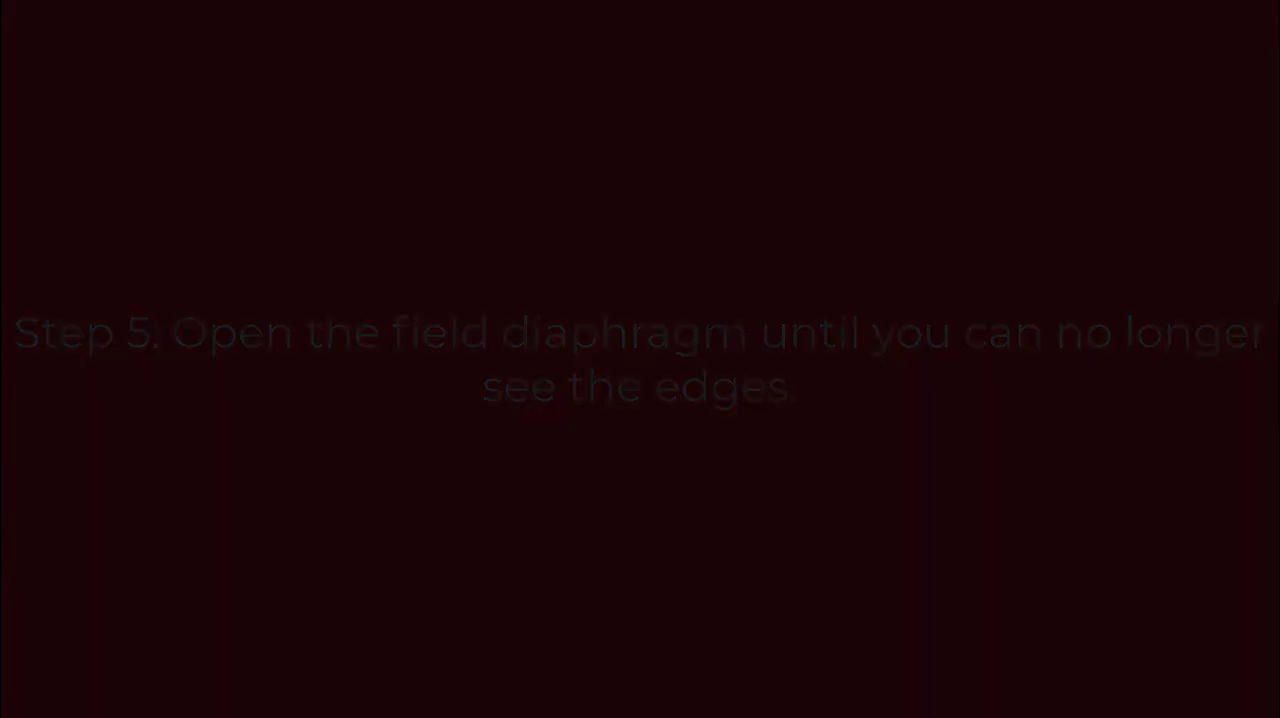 Step 5: Open the field diaphragm until you can no longer
see the edges.